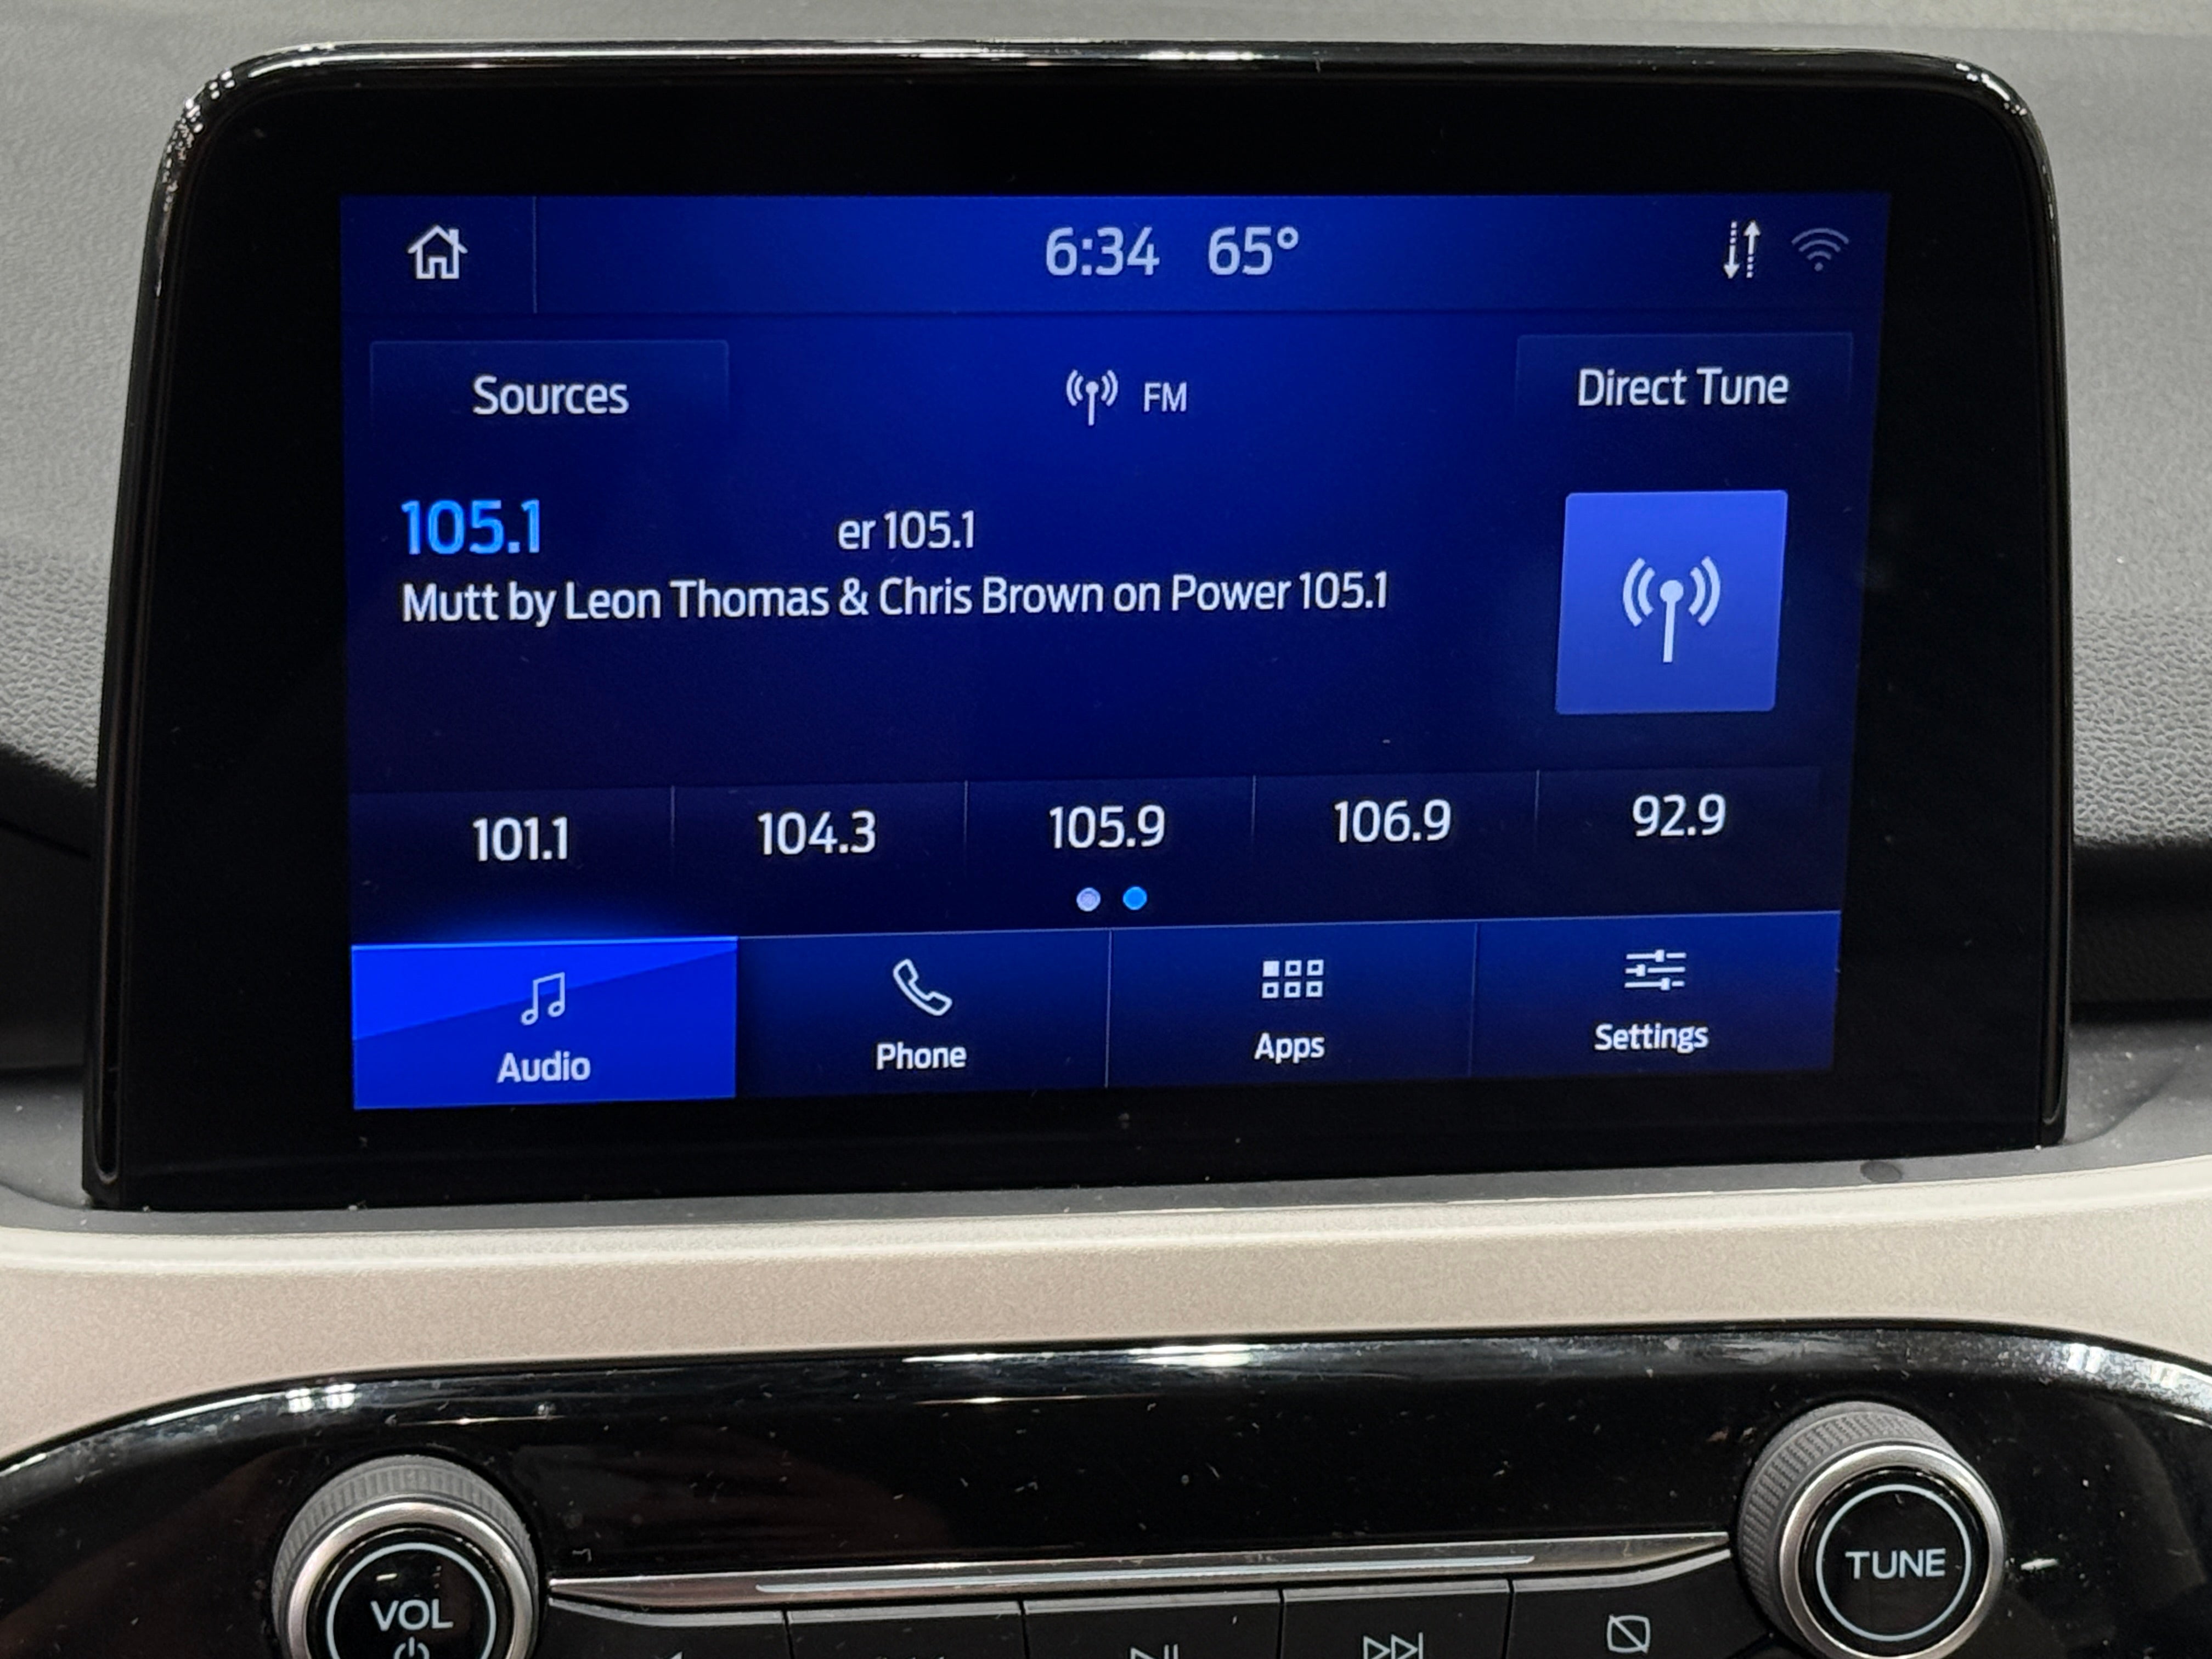 6:34 65°
Sources FM Direct Tune
105.1 er 105.1
Mutt by Leon Thomas & Chris Brown on Power 105.1
101.1 104.3 105.9 106.9 92.9
Audio Phone Apps Settings
VOL TUNE